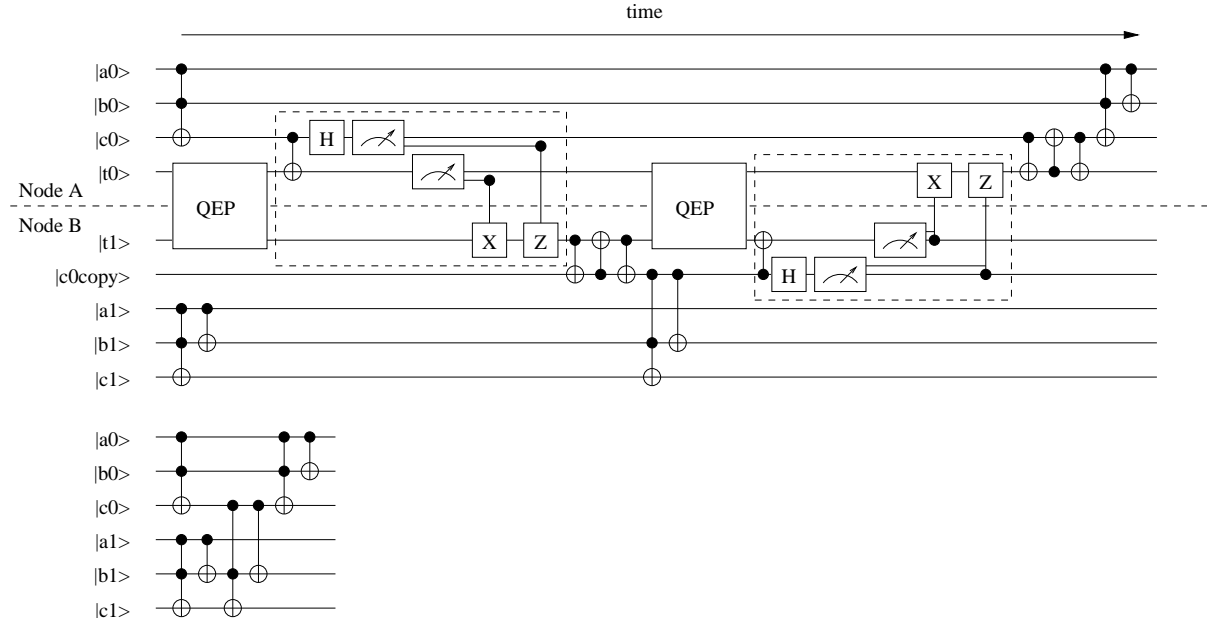 time
|a0>
|b0>
|c0> H
|t0>
Node A X Z
QEP QEP
Node B
|t1> X Z
|c0copy> H
|a1>
|b1>
|c1>
|a0>
|b0>
|c0>
|a1>
|b1>
|c1>